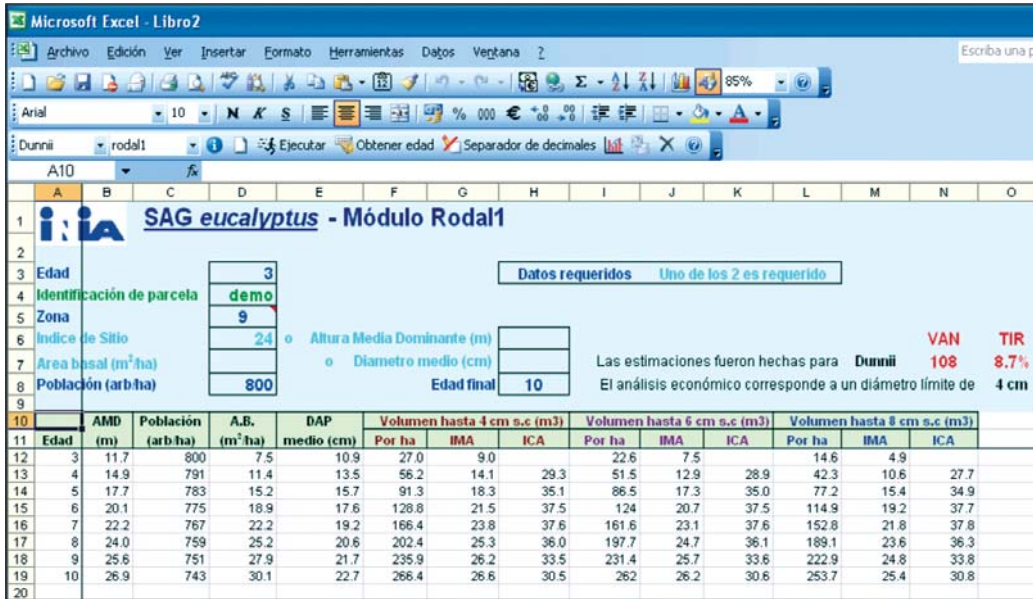 Microsoft Excel - Libro2
Archivo Edición Ver Insertar Formato Herramientas Datos Ventana ? Escriba una p
85%
Arial 10 N K S % 000 €
Dunnii rodal1 Ejecutar Obtener edad Separador de decimales
A10 fx
A B C D E F G H I J K L M N O
1 INIA SAG eucalyptus - Módulo Rodal1
2
3 Edad 3 Datos requeridos Uno de los 2 es requerido
4 Identificación de parcela demo
5 Zona 9
6 Indice de Sitio 24 o Altura Media Dominante (m) VAN TIR
7 Area basal (m²/ha) o Diametro medio (cm) Las estimaciones fueron hechas para Dunnii 108 8.7%
8 Población (arb/ha) 800 Edad final 10 El análisis económico corresponde a un diámetro límite de 4 cm
9
10 AMD Población A.B. DAP Volumen hasta 4 cm s.c (m3) Volumen hasta 6 cm s.c (m3) Volumen hasta 8 cm s.c (m3)
11 Edad (m) (arb/ha) (m²/ha) medio (cm) Por ha IMA ICA Por ha IMA ICA Por ha IMA ICA
12 3 11.7 800 7.5 10.9 27.0 9.0 22.6 7.5 14.6 4.9
13 4 14.9 791 11.4 13.5 56.2 14.1 29.3 51.5 12.9 28.9 42.3 10.6 27.7
14 5 17.7 783 15.2 15.7 91.3 18.3 35.1 86.5 17.3 35.0 77.2 15.4 34.9
15 6 20.1 775 18.9 17.6 128.8 21.5 37.5 124 20.7 37.5 114.9 19.2 37.7
16 7 22.2 767 22.2 19.2 166.4 23.8 37.6 161.6 23.1 37.6 152.8 21.8 37.8
17 8 24.0 759 25.2 20.6 202.4 25.3 36.0 197.7 24.7 36.1 189.1 23.6 36.3
18 9 25.6 751 27.9 21.7 235.9 26.2 33.5 231.4 25.7 33.6 222.9 24.8 33.8
19 10 26.9 743 30.1 22.7 266.4 26.6 30.5 262 26.2 30.6 253.7 25.4 30.8
20